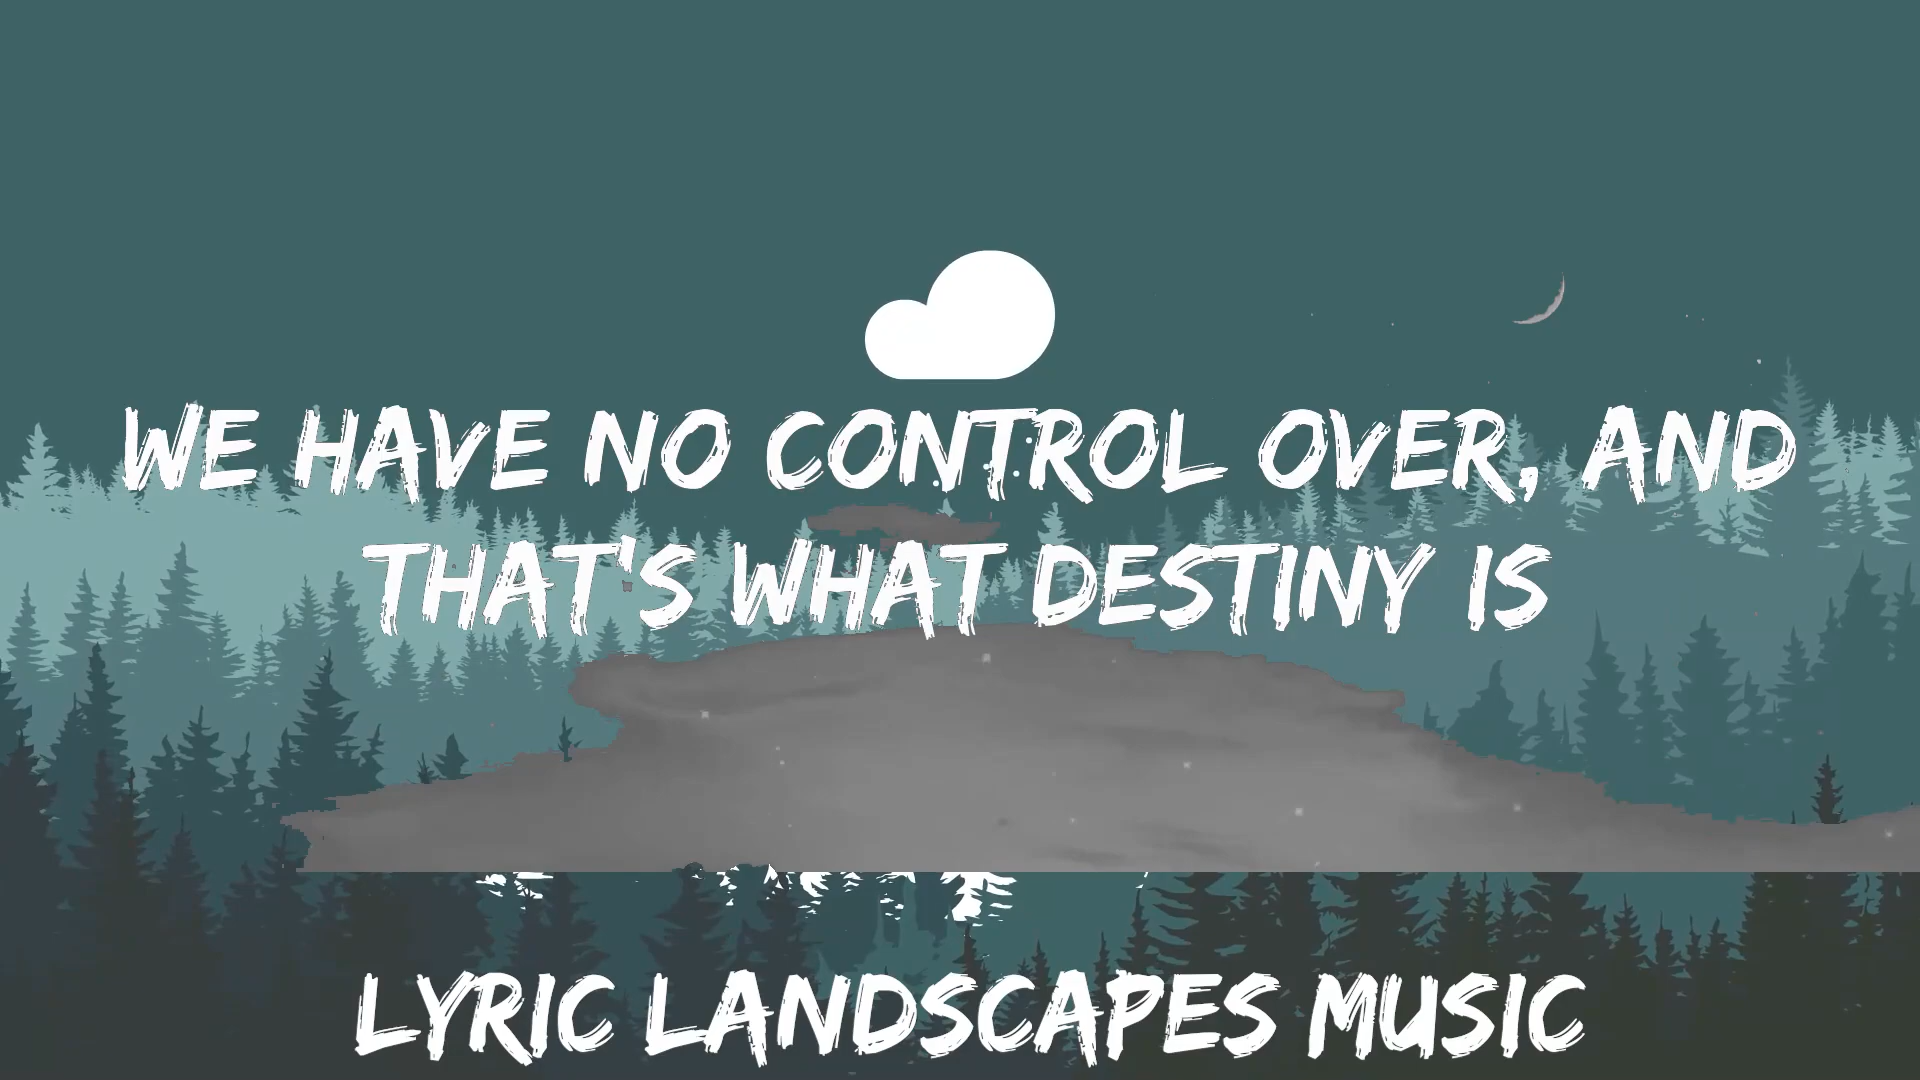 WE HAVE NO CONTROL OVER, AND
THAT'S WHAT DESTINY IS
LYRIC LANDSCAPES MUSIC